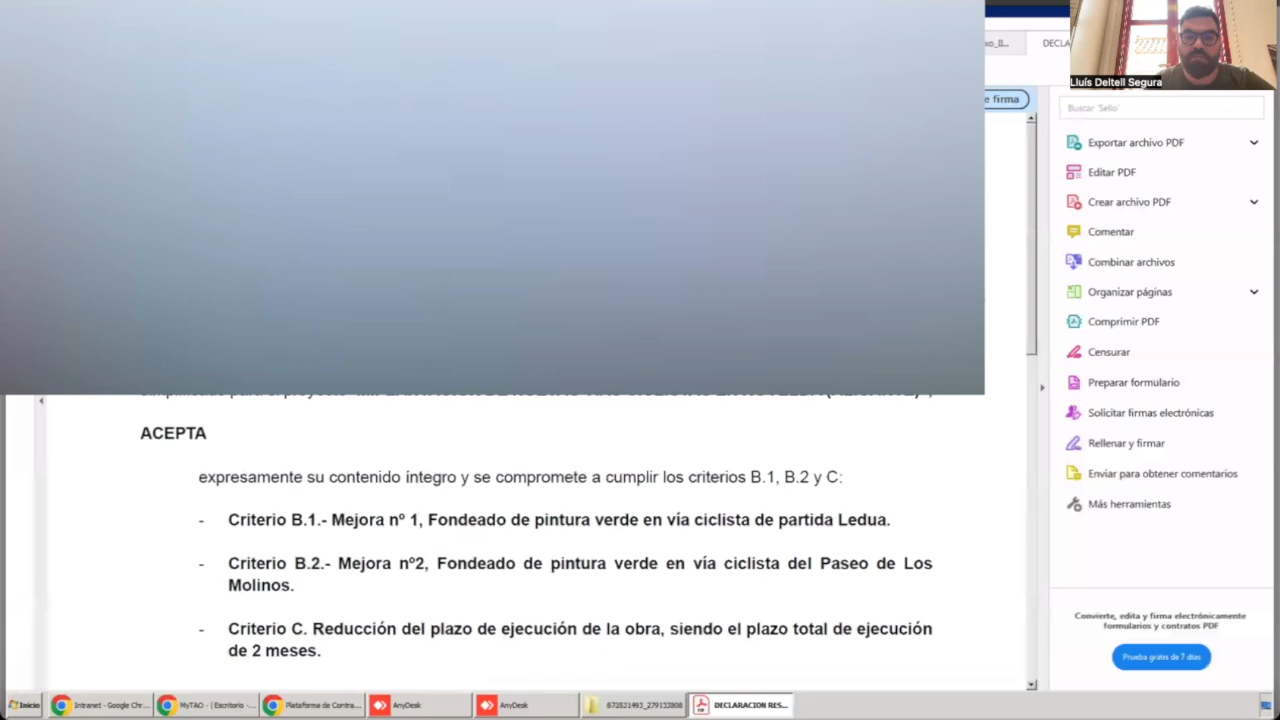 xo_IL...
DECLA
Lluís Deltell Segura
e firma
Buscar 'Sello'
Exportar archivo PDF
Editar PDF
Crear archivo PDF
Comentar
Combinar archivos
Organizar páginas
Comprimir PDF
Censurar
Preparar formulario
Solicitar firmas electrónicas
Rellenar y firmar
Enviar para obtener comentarios
Más herramientas
Convierte, edita y firma electrónicamente
formularios y contratos PDF
Prueba gratis de 7 días
ACEPTA
expresamente su contenido íntegro y se compromete a cumplir los criterios B.1, B.2 y C:
- Criterio B.1.- Mejora nº 1, Fondeado de pintura verde en vía ciclista de partida Ledua.
- Criterio B.2.- Mejora nº2, Fondeado de pintura verde en vía ciclista del Paseo de Los
Molinos.
- Criterio C. Reducción del plazo de ejecución de la obra, siendo el plazo total de ejecución
de 2 meses.
Inicio
Intranet - Google Chr...
MyTAO - | Escritorio -...
Plataforma de Contra...
AnyDesk
AnyDesk
872531493_279133808
DECLARACION RES...